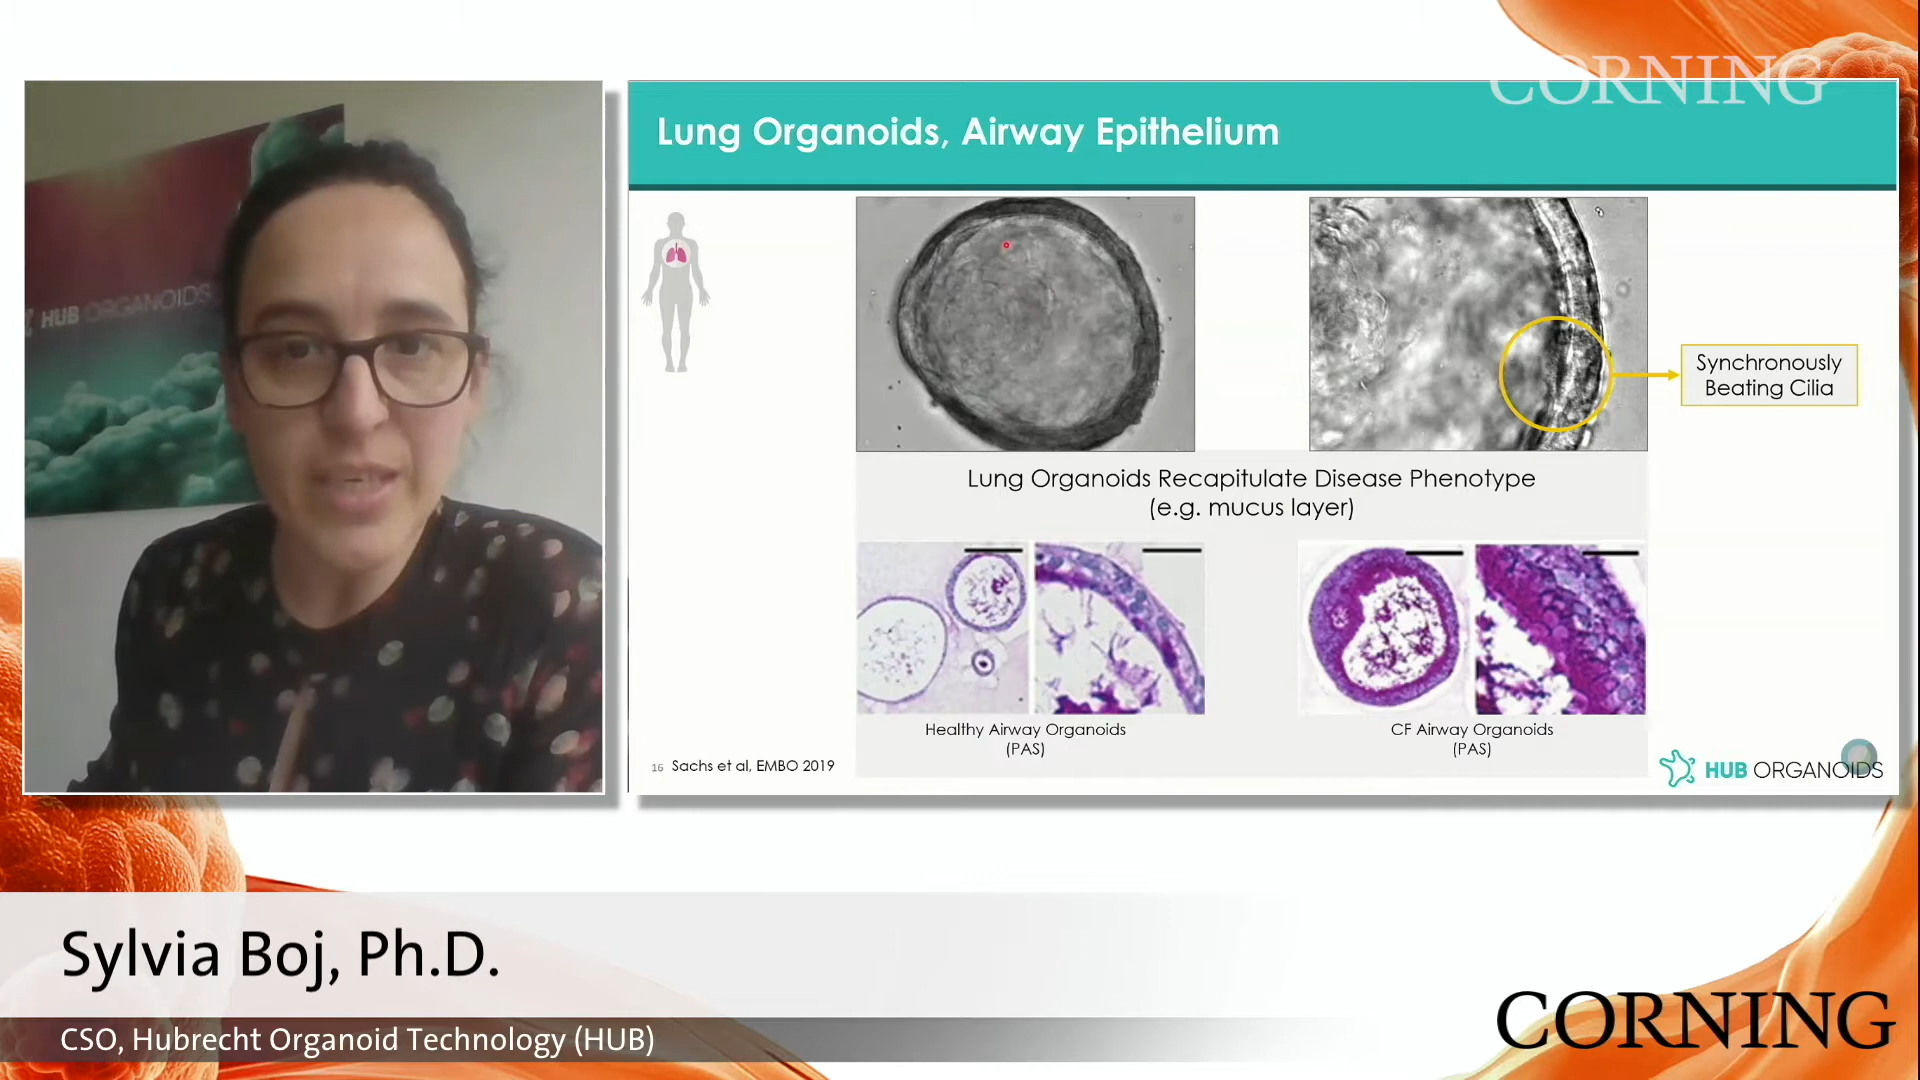 CORNING
HUB ORGANOIDS
Lung Organoids, Airway Epithelium
Synchronously
Beating Cilia
Lung Organoids Recapitulate Disease Phenotype
(e.g. mucus layer)
Healthy Airway Organoids
(PAS)
CF Airway Organoids
(PAS)
16 Sachs et al, EMBO 2019
HUB ORGANOIDS
Sylvia Boj, Ph.D.
CSO, Hubrecht Organoid Technology (HUB)
CORNING